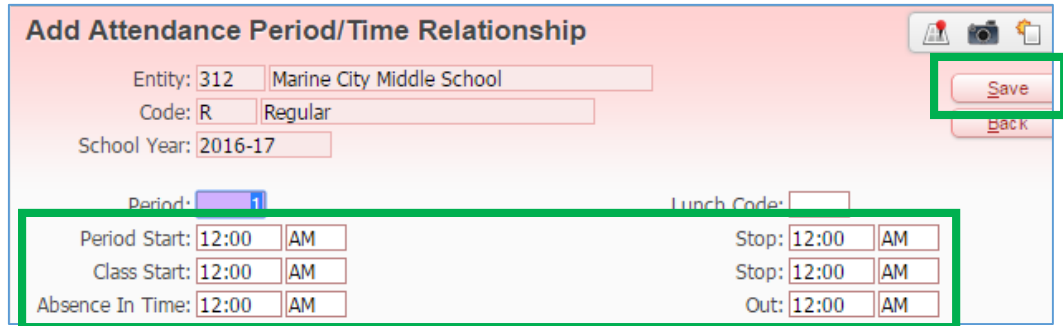 Add Attendance Period/Time Relationship
Entity: 312 Marine City Middle School
Save
Code: R Regular
Back
School Year: 2016-17
Period: 1 Lunch Code:
Period Start: 12:00 AM Stop: 12:00 AM
Class Start: 12:00 AM Stop: 12:00 AM
Absence In Time: 12:00 AM Out: 12:00 AM